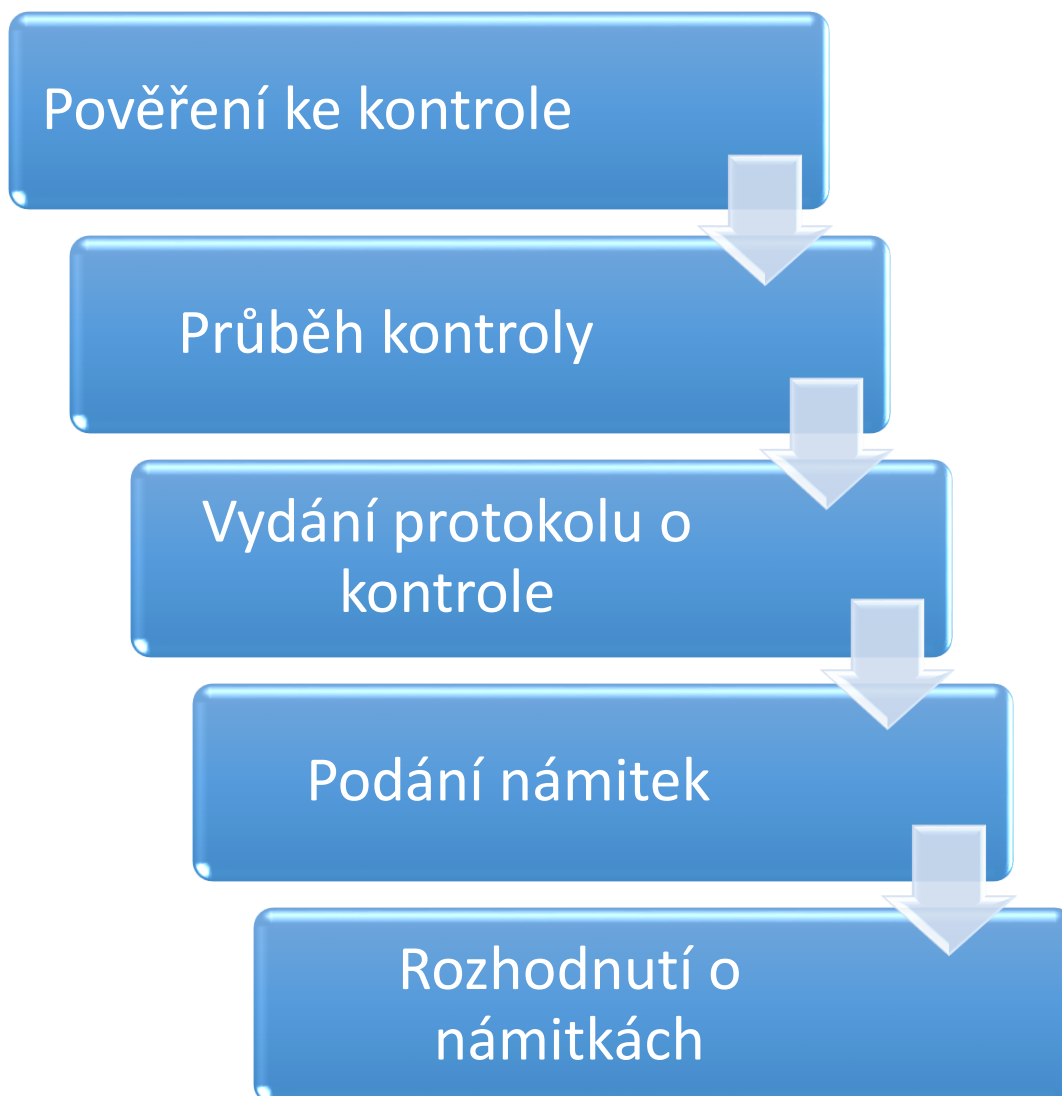 Pověření ke kontrole
Průběh kontroly
Vydání protokolu o
kontrole
Podání námitek
Rozhodnutí o
námitkách